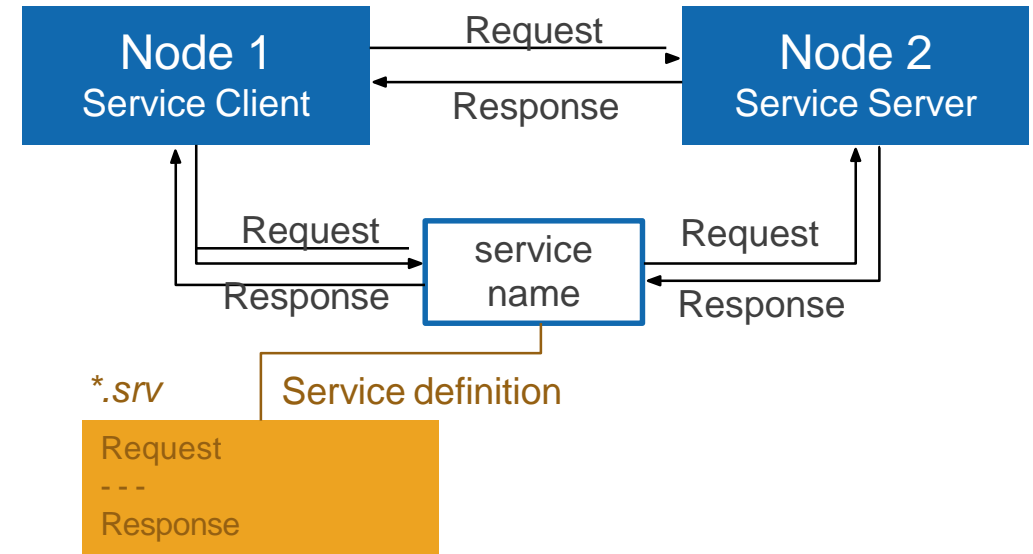 Node 1
Service Client
Request
Response
Node 2
Service Server
Request
Response
service
name
Request
Response
*.srv
Service definition
Request
- - -
Response